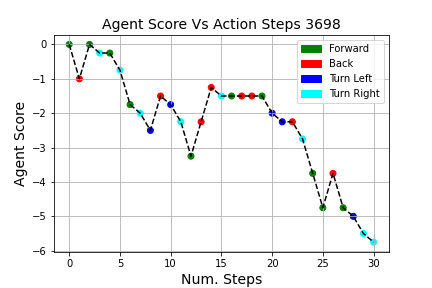 Agent Score Vs Action Steps 3698
Forward
Back
Turn Left
Turn Right
Agent Score
0
−1
−2
−3
−4
−5
−6
0 5 10 15 20 25 30
Num. Steps